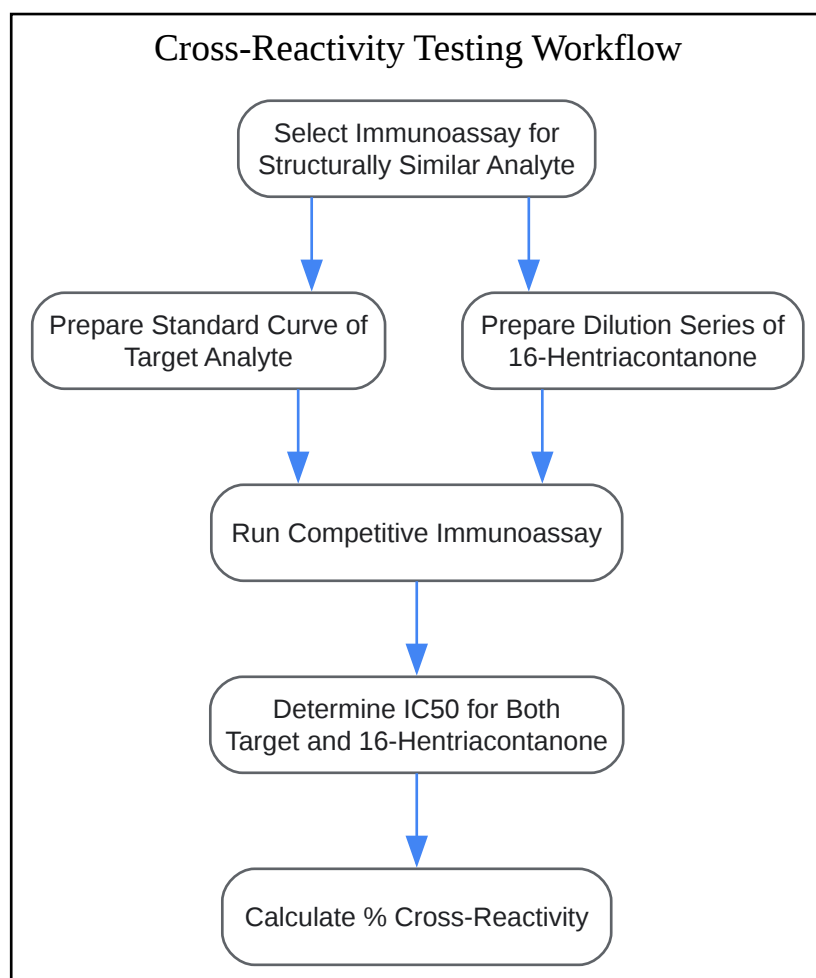 Cross-Reactivity Testing Workflow
Select Immunoassay for
Structurally Similar Analyte
Prepare Standard Curve of
Target Analyte
Prepare Dilution Series of
16-Hentriacontanone
Run Competitive Immunoassay
Determine IC50 for Both
Target and 16-Hentriacontanone
Calculate % Cross-Reactivity